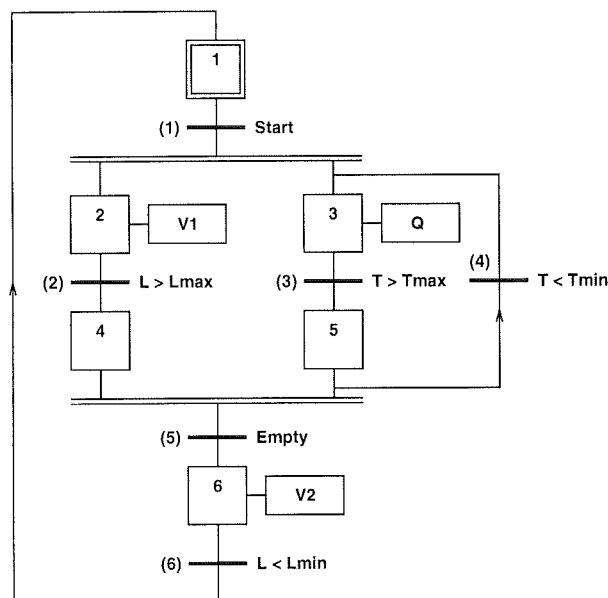 1
(1) Start
2 V1
3 Q
(2) L > Lmax
(3) T > Tmax
(4) T < Tmin
4
5
(5) Empty
6 V2
(6) L < Lmin